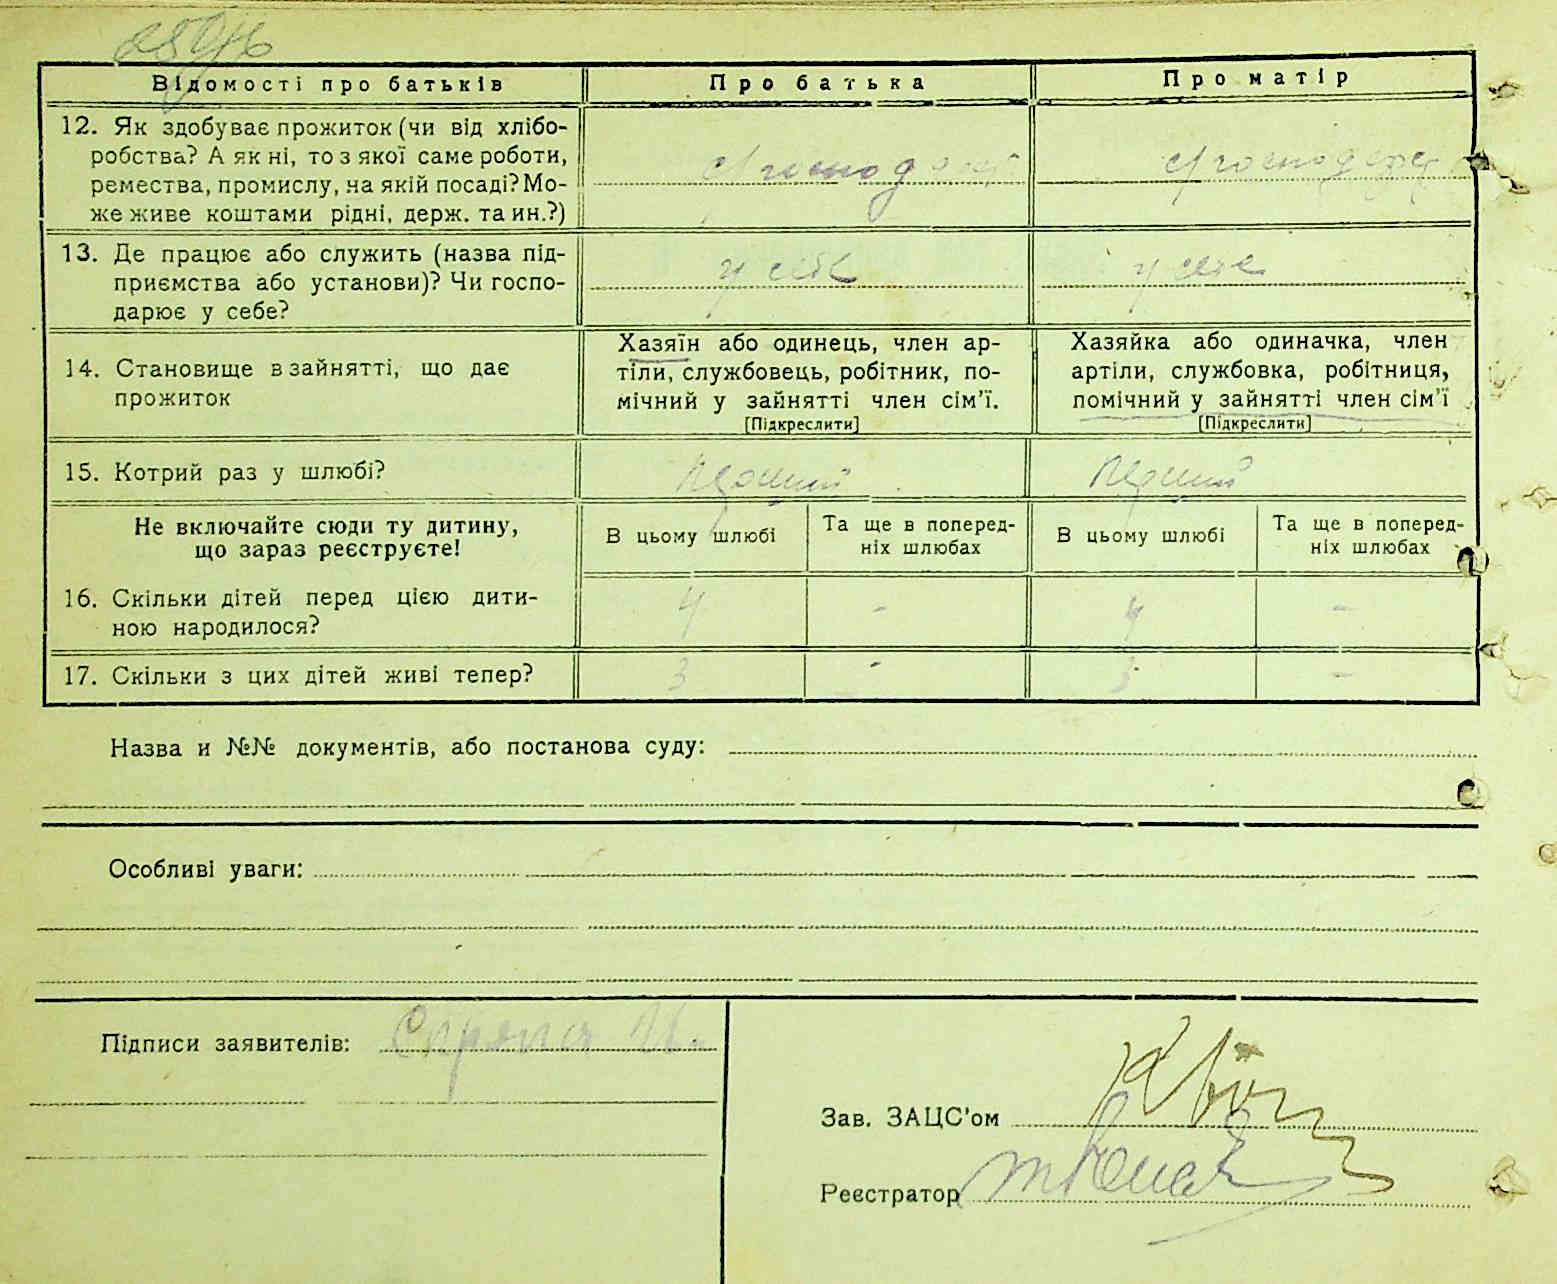 Відомості про батьків
Про батька
Про матір
12. Як здобуває прожиток (чи від хлібо-
робства? А як ні, то з якої саме роботи,
ремества, промислу, на якій посаді? Мо-
же живе коштами рідні, держ. та ин.?)
с/господар
с/господар
13. Де працює або служить (назва під-
приємства або установи)? Чи госпо-
дарює у себе?
у себе
у себе
14. Становище в зайнятті, що дає
прожиток
Хазяїн або одинець, член ар-
тіли, службовець, робітник, по-
мічний у зайнятті член сім’ї.
[Підкреслити]
Хазяйка або одиначка, член
артіли, службовка, робітниця,
помічний у зайнятті член сім’ї
[Підкреслити]
15. Котрий раз у шлюбі?
перший
перший
Не включайте сюди ту дитину,
що зараз реєструєте!
В цьому шлюбі
Та ще в поперед-
ніх шлюбах
В цьому шлюбі
Та ще в поперед-
ніх шлюбах
16. Скільки дітей перед цією дити-
ною народилося?
4 - 4 -
17. Скільки з цих дітей живі тепер?
3 - 3 -
Назва и №№ документів, або постанова суду:
Особливі уваги:
Підписи заявителів:
Зав. ЗАЦС’ом
Реєстратор